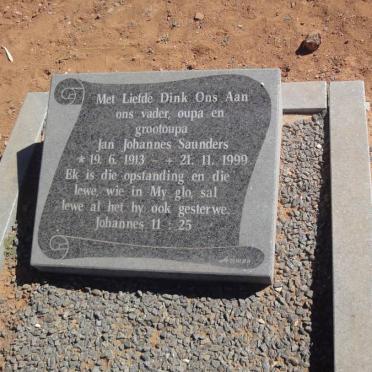 Met Liefde Dink Ons Aan
ons vader, oupa en
grootoupa
Jan Johannes Saunders
* 19. 6. 1913 - + 21. 11. 1999
Ek is die opstanding en die
lewe, wie in My glo, sal
lewe al het hy ook gesterwe.
Johannes 11 : 25